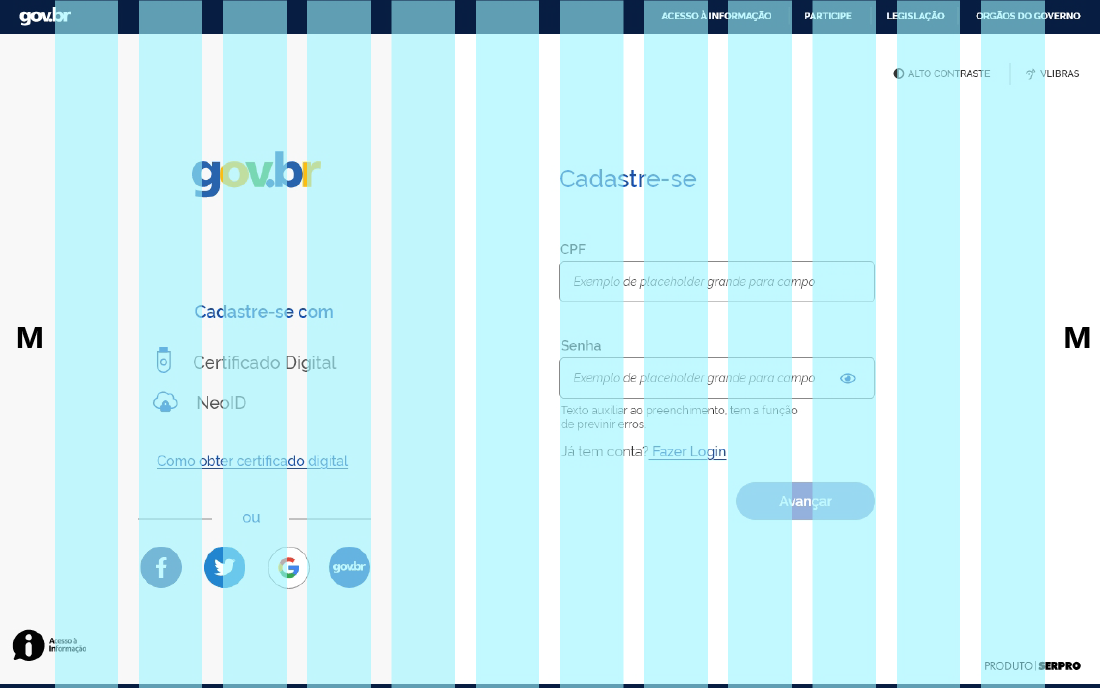 gov.br
ACESSO À INFORMAÇÃO
PARTICIPE
LEGISLAÇÃO
ORGÃOS DO GOVERNO
ALTO CONTRASTE
VLIBRAS
gov.br
Cadastre-se com
Certificado Digital
NeoID
Como obter certificado digital
ou
f
G
gov.br
Cadastre-se
CPF
Exemplo de placeholder grande para campo
Senha
Exemplo de placeholder grande para campo
Texto auxiliar ao preenchimento, tem a função
de previnir erros.
Já tem conta? Fazer Login
Avançar
M
M
i
Acesso à
Informação
PRODUTO | SERPRO